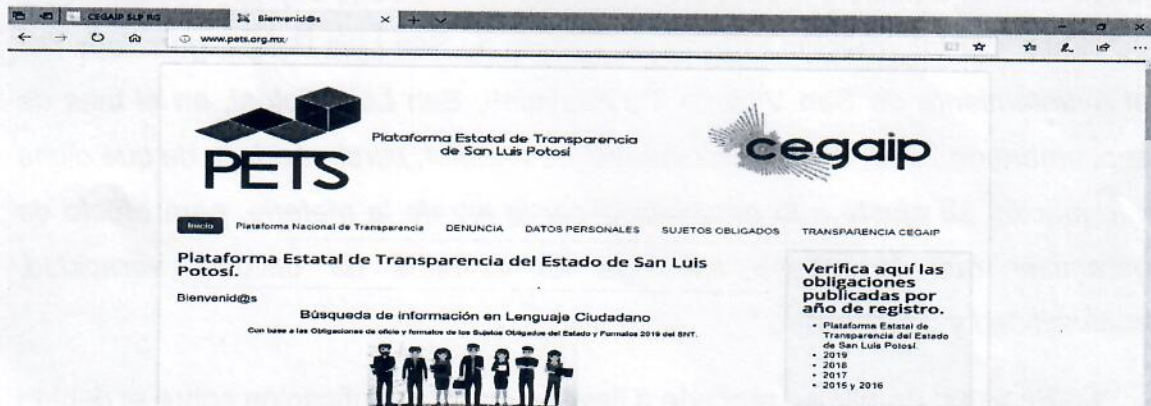 CEGAIP SLP RG
Bienvenid@s
www.pets.org.mx/
PETS
Plataforma Estatal de Transparencia
de San Luis Potosí
cegaip
Inicio
Plataforma Nacional de Transparencia
DENUNCIA
DATOS PERSONALES
SUJETOS OBLIGADOS
TRANSPARENCIA CEGAIP
Plataforma Estatal de Transparencia del Estado de San Luis
Potosí.
Bienvenid@s
Búsqueda de información en Lenguaje Ciudadano
Con base a las Obligaciones de oficio y formatos de los Sujetos Obligados del Estado y Formatos 2019 del SNT.
Verifica aquí las
obligaciones
publicadas por
año de registro.
• Plataforma Estatal de
Transparencia del Estado
de San Luis Potosí.
• 2019
• 2018
• 2017
• 2015 y 2016